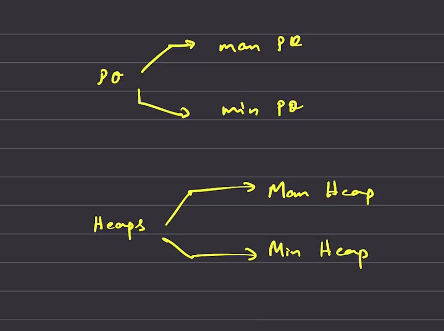 max PQ
PQ
min PQ
Max Heap
Heaps
Min Heap